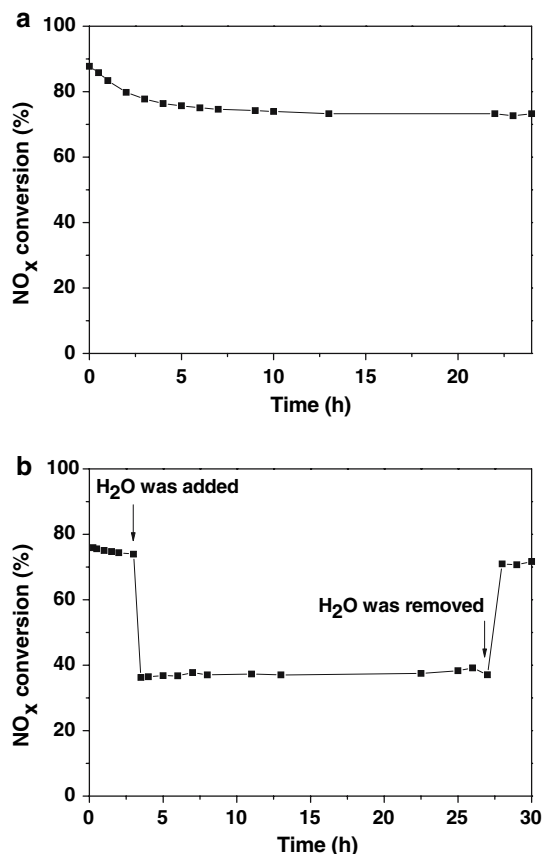 a
100
80
60
40
20
0
NOx conversion (%)
0 5 10 15 20
Time (h)
b
100
80
60
40
20
0
NOx conversion (%)
H2O was added
H2O was removed
0 5 10 15 20 25 30
Time (h)